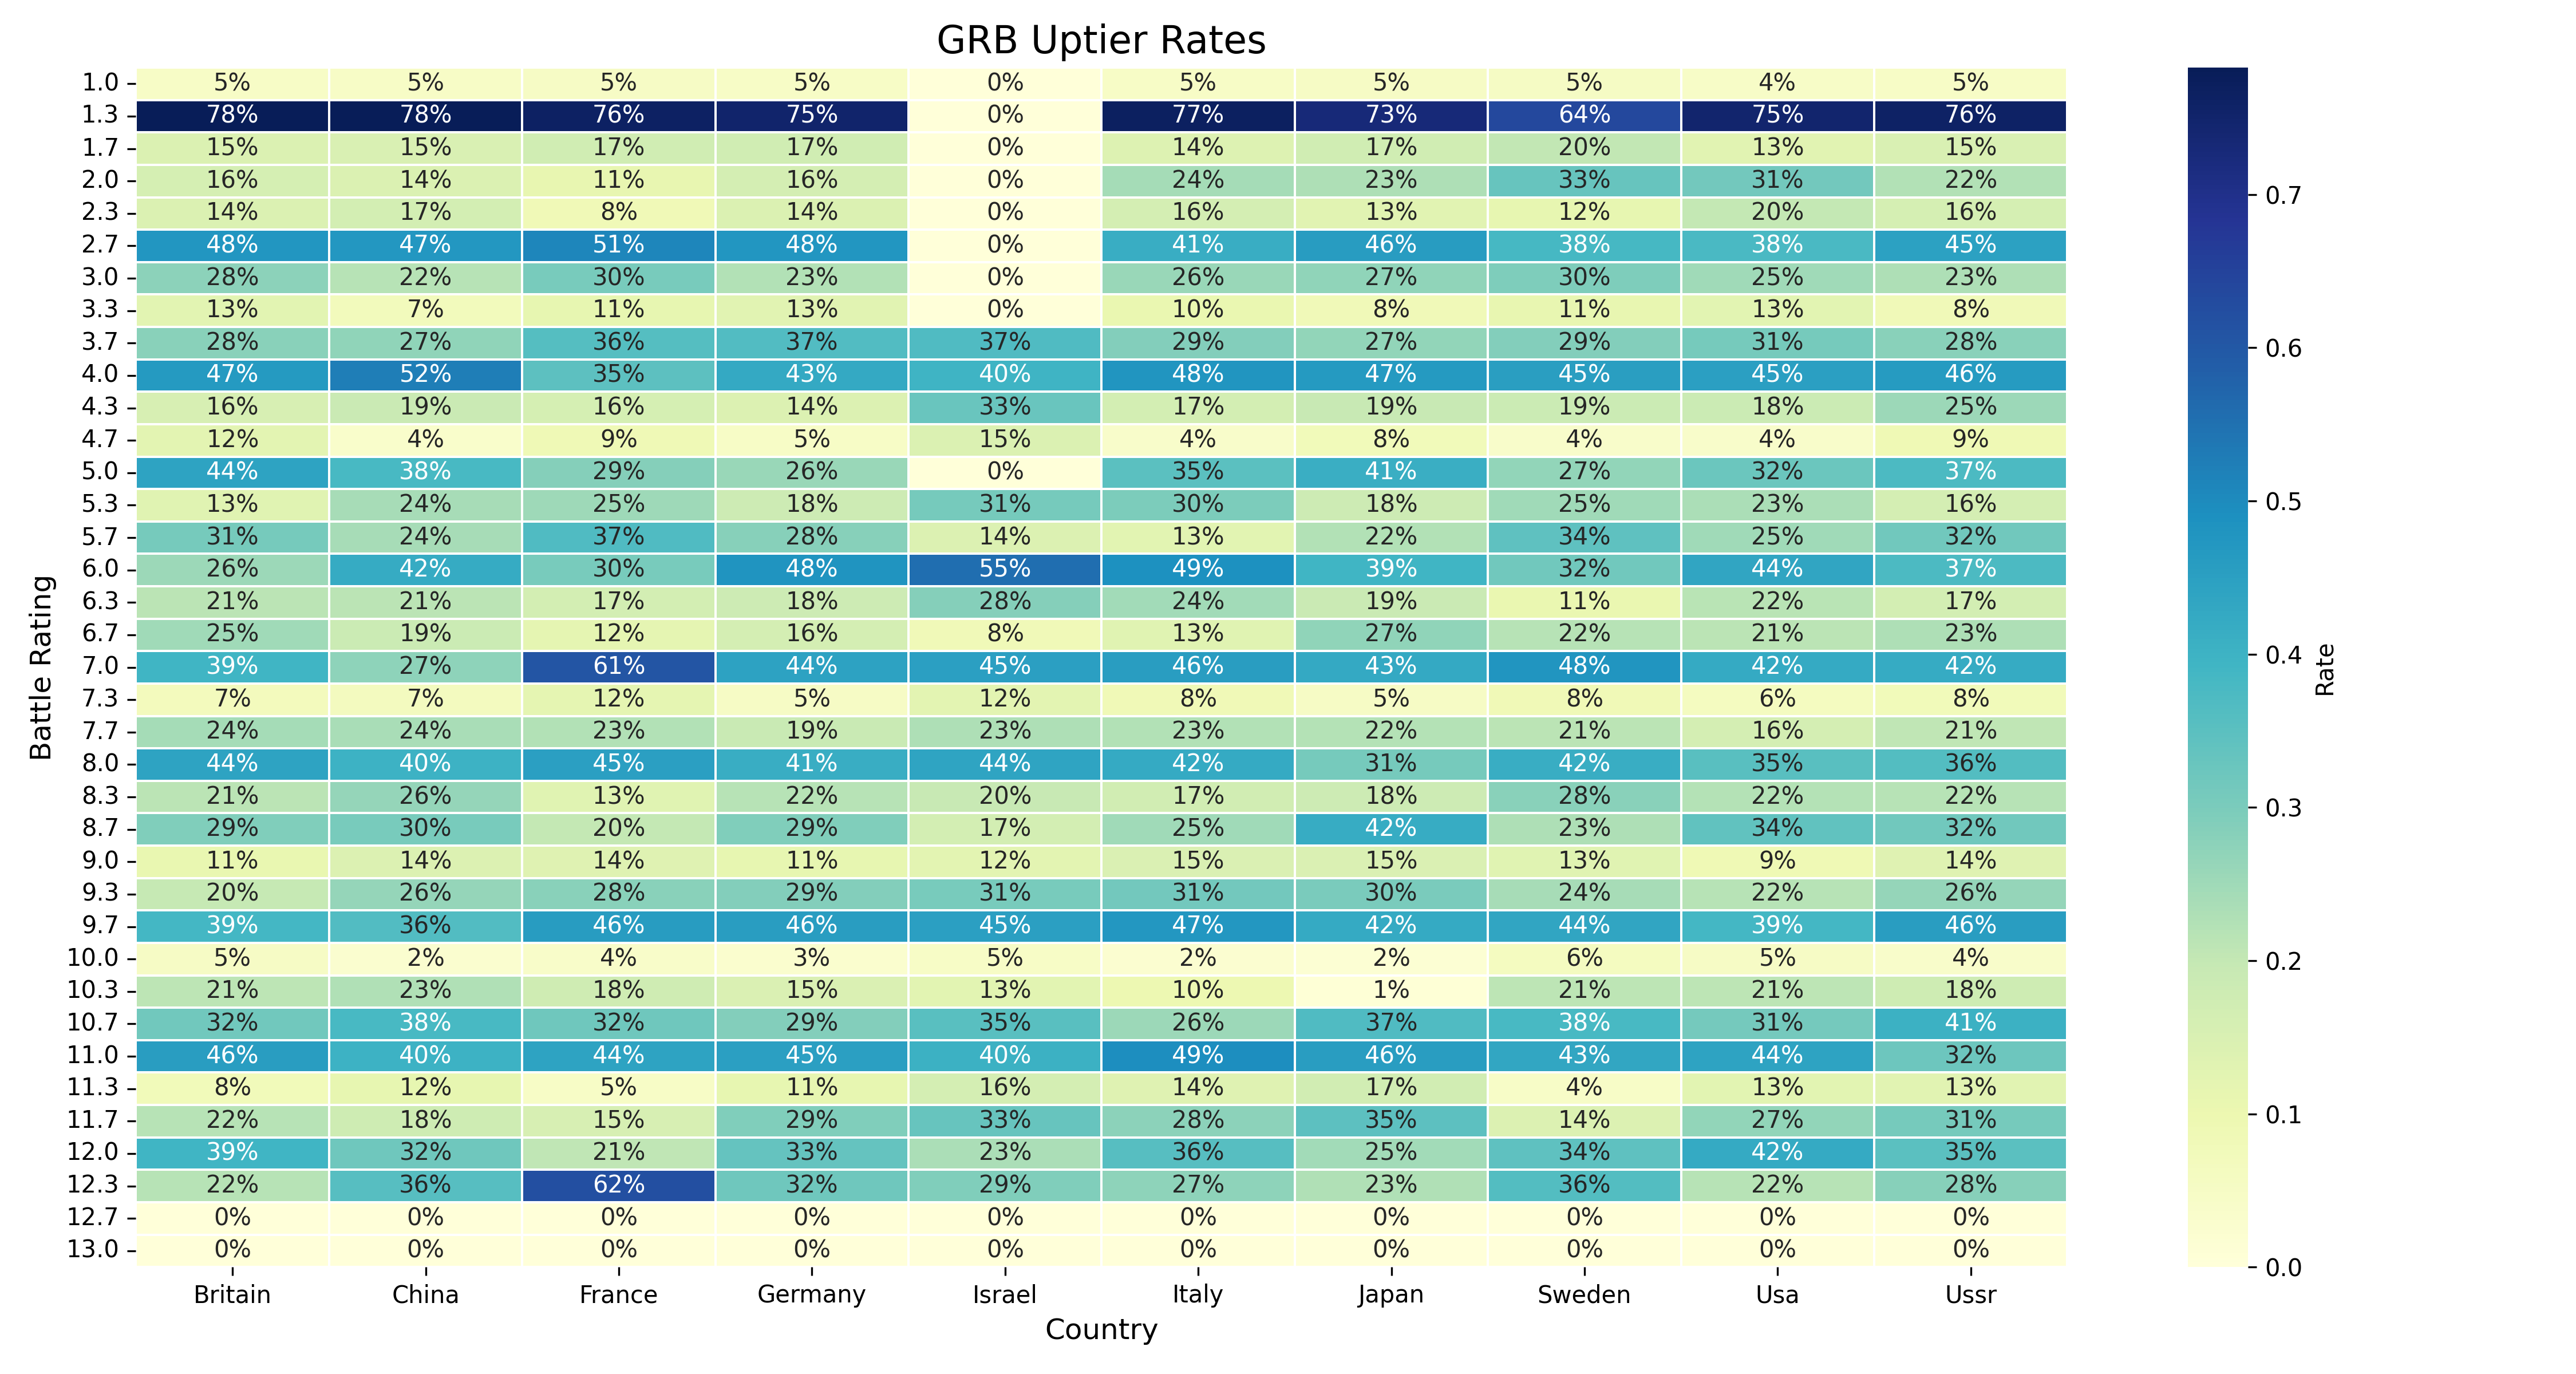 GRB Uptier Rates
1.0 5% 5% 5% 5% 0% 5% 5% 5% 4% 5%
1.3 78% 78% 76% 75% 0% 77% 73% 64% 75% 76%
1.7 15% 15% 17% 17% 0% 14% 17% 20% 13% 15%
2.0 16% 14% 11% 16% 0% 24% 23% 33% 31% 22%
2.3 14% 17% 8% 14% 0% 16% 13% 12% 20% 16%
2.7 48% 47% 51% 48% 0% 41% 46% 38% 38% 45%
3.0 28% 22% 30% 23% 0% 26% 27% 30% 25% 23%
3.3 13% 7% 11% 13% 0% 10% 8% 11% 13% 8%
3.7 28% 27% 36% 37% 37% 29% 27% 29% 31% 28%
4.0 47% 52% 35% 43% 40% 48% 47% 45% 45% 46%
4.3 16% 19% 16% 14% 33% 17% 19% 19% 18% 25%
4.7 12% 4% 9% 5% 15% 4% 8% 4% 4% 9%
5.0 44% 38% 29% 26% 0% 35% 41% 27% 32% 37%
5.3 13% 24% 25% 18% 31% 30% 18% 25% 23% 16%
5.7 31% 24% 37% 28% 14% 13% 22% 34% 25% 32%
6.0 26% 42% 30% 48% 55% 49% 39% 32% 44% 37%
6.3 21% 21% 17% 18% 28% 24% 19% 11% 22% 17%
6.7 25% 19% 12% 16% 8% 13% 27% 22% 21% 23%
7.0 39% 27% 61% 44% 45% 46% 43% 48% 42% 42%
7.3 7% 7% 12% 5% 12% 8% 5% 8% 6% 8%
7.7 24% 24% 23% 19% 23% 23% 22% 21% 16% 21%
8.0 44% 40% 45% 41% 44% 42% 31% 42% 35% 36%
8.3 21% 26% 13% 22% 20% 17% 18% 28% 22% 22%
8.7 29% 30% 20% 29% 17% 25% 42% 23% 34% 32%
9.0 11% 14% 14% 11% 12% 15% 15% 13% 9% 14%
9.3 20% 26% 28% 29% 31% 31% 30% 24% 22% 26%
9.7 39% 36% 46% 46% 45% 47% 42% 44% 39% 46%
10.0 5% 2% 4% 3% 5% 2% 2% 6% 5% 4%
10.3 21% 23% 18% 15% 13% 10% 1% 21% 21% 18%
10.7 32% 38% 32% 29% 35% 26% 37% 38% 31% 41%
11.0 46% 40% 44% 45% 40% 49% 46% 43% 44% 32%
11.3 8% 12% 5% 11% 16% 14% 17% 4% 13% 13%
11.7 22% 18% 15% 29% 33% 28% 35% 14% 27% 31%
12.0 39% 32% 21% 33% 23% 36% 25% 34% 42% 35%
12.3 22% 36% 62% 32% 29% 27% 23% 36% 22% 28%
12.7 0% 0% 0% 0% 0% 0% 0% 0% 0% 0%
13.0 0% 0% 0% 0% 0% 0% 0% 0% 0% 0%
Britain China France Germany Israel Italy Japan Sweden Usa Ussr
Country
Battle Rating
0.7
0.6
0.5
0.4
0.3
0.2
0.1
0.0
Rate